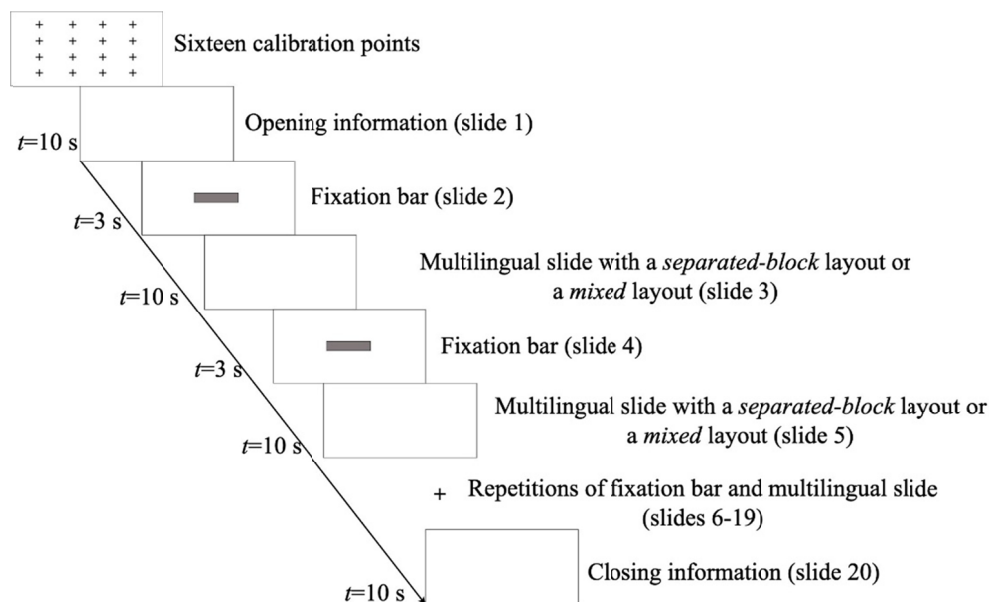 Sixteen calibration points
Opening information (slide 1)
t=10 s
Fixation bar (slide 2)
t=3 s
Multilingual slide with a separated-block layout or
a mixed layout (slide 3)
t=10 s
Fixation bar (slide 4)
t=3 s
Multilingual slide with a separated-block layout or
a mixed layout (slide 5)
t=10 s
+ Repetitions of fixation bar and multilingual slide
(slides 6-19)
Closing information (slide 20)
t=10 s